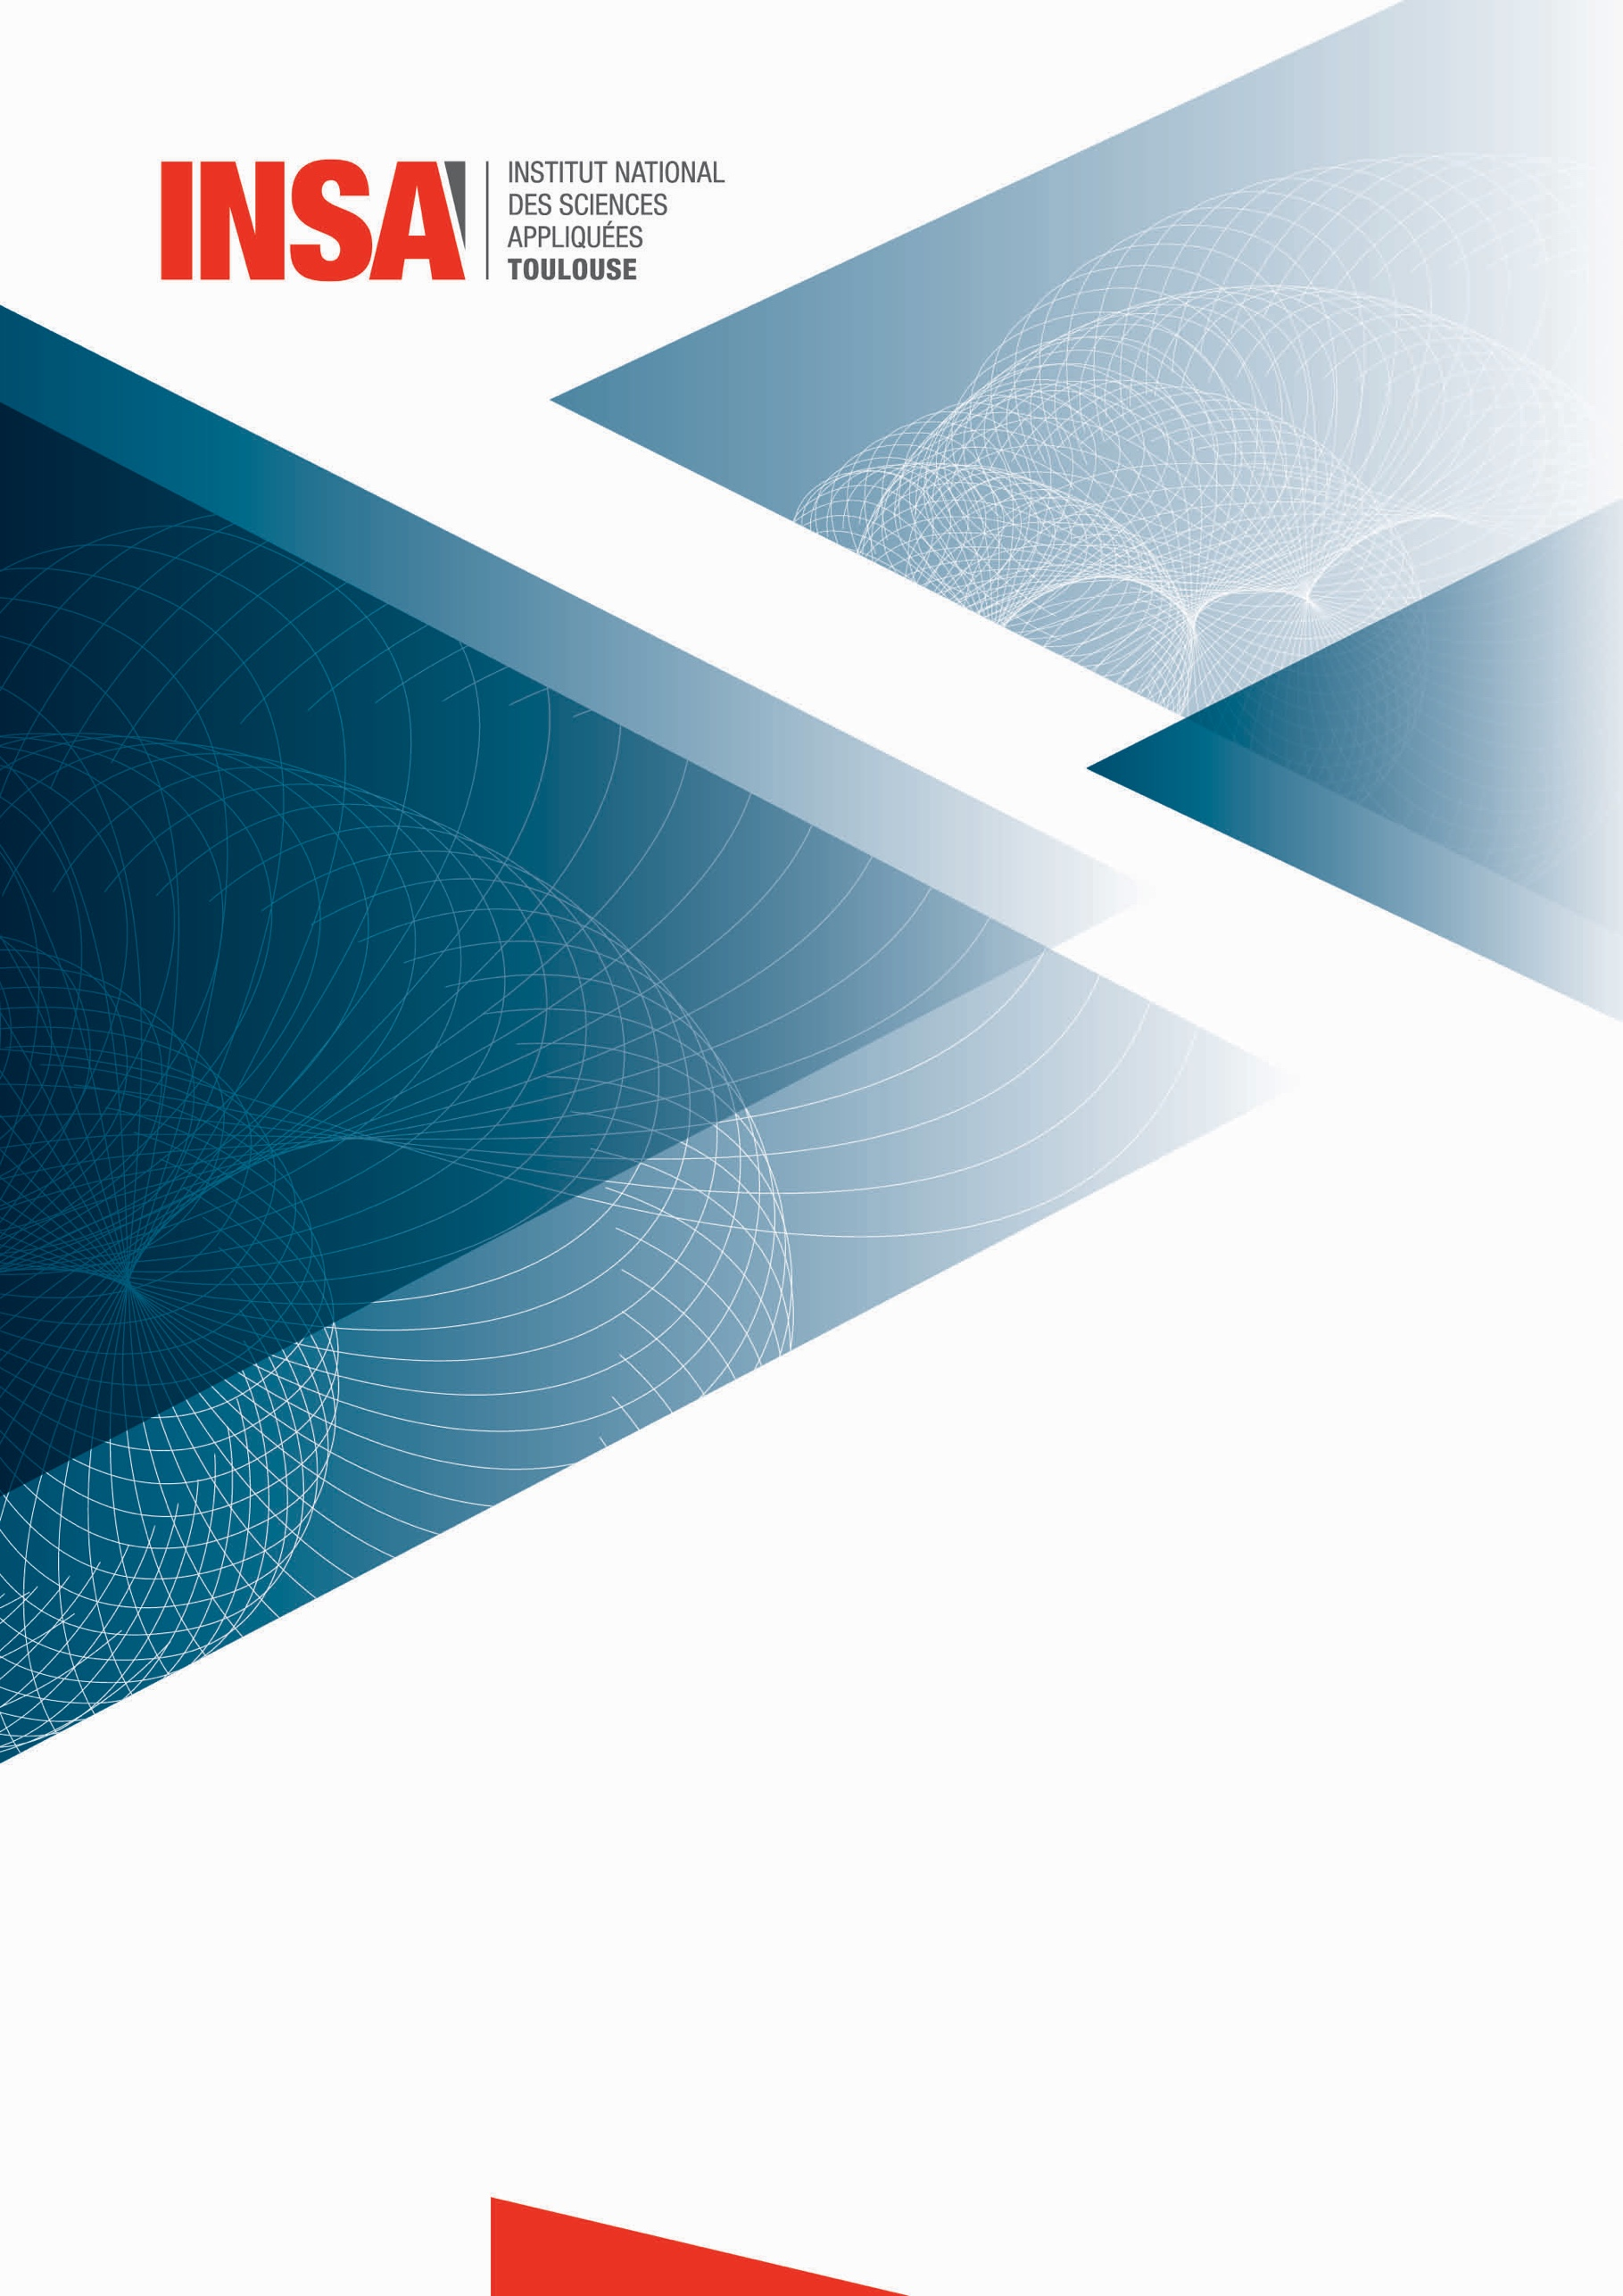 INSA
INSTITUT NATIONAL
DES SCIENCES
APPLIQUÉES
TOULOUSE